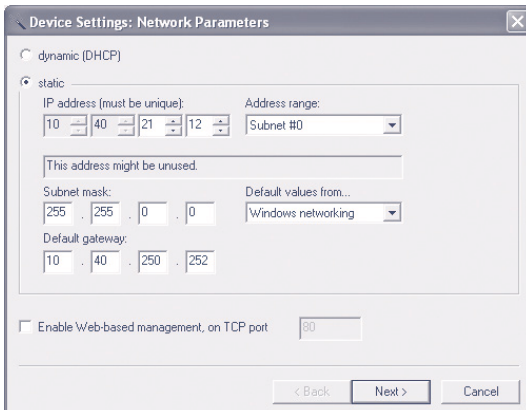 Device Settings: Network Parameters
dynamic (DHCP)
static
IP address (must be unique): Address range:
10 40 21 12 Subnet #0
This address might be unused.
Subnet mask: Default values from...
255 . 255 . 0 . 0 Windows networking
Default gateway:
10 . 40 . 250 . 252
Enable Web-based management, on TCP port 80
< Back Next > Cancel